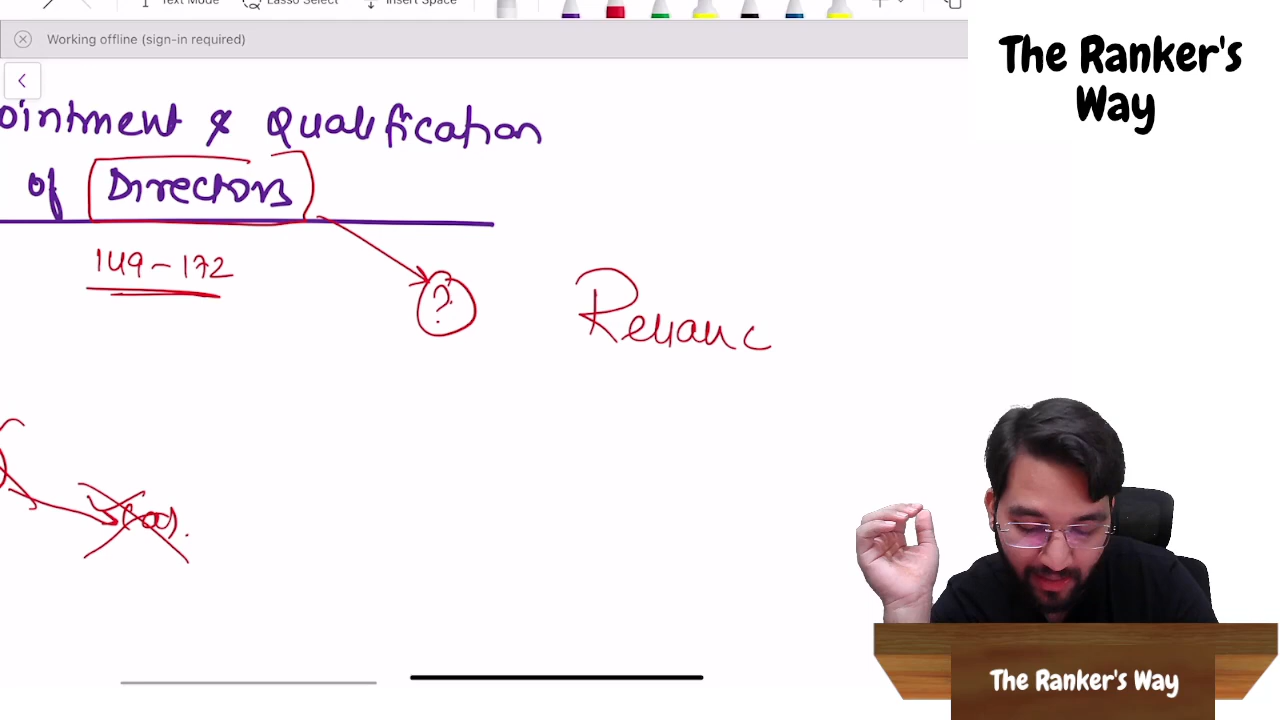 Text Mode
Lasso Select
Insert Space
Working offline (sign-in required)
The Ranker's
Way
ointment & Qualification
of Directors
149-172
?
Relianc
The Ranker's Way